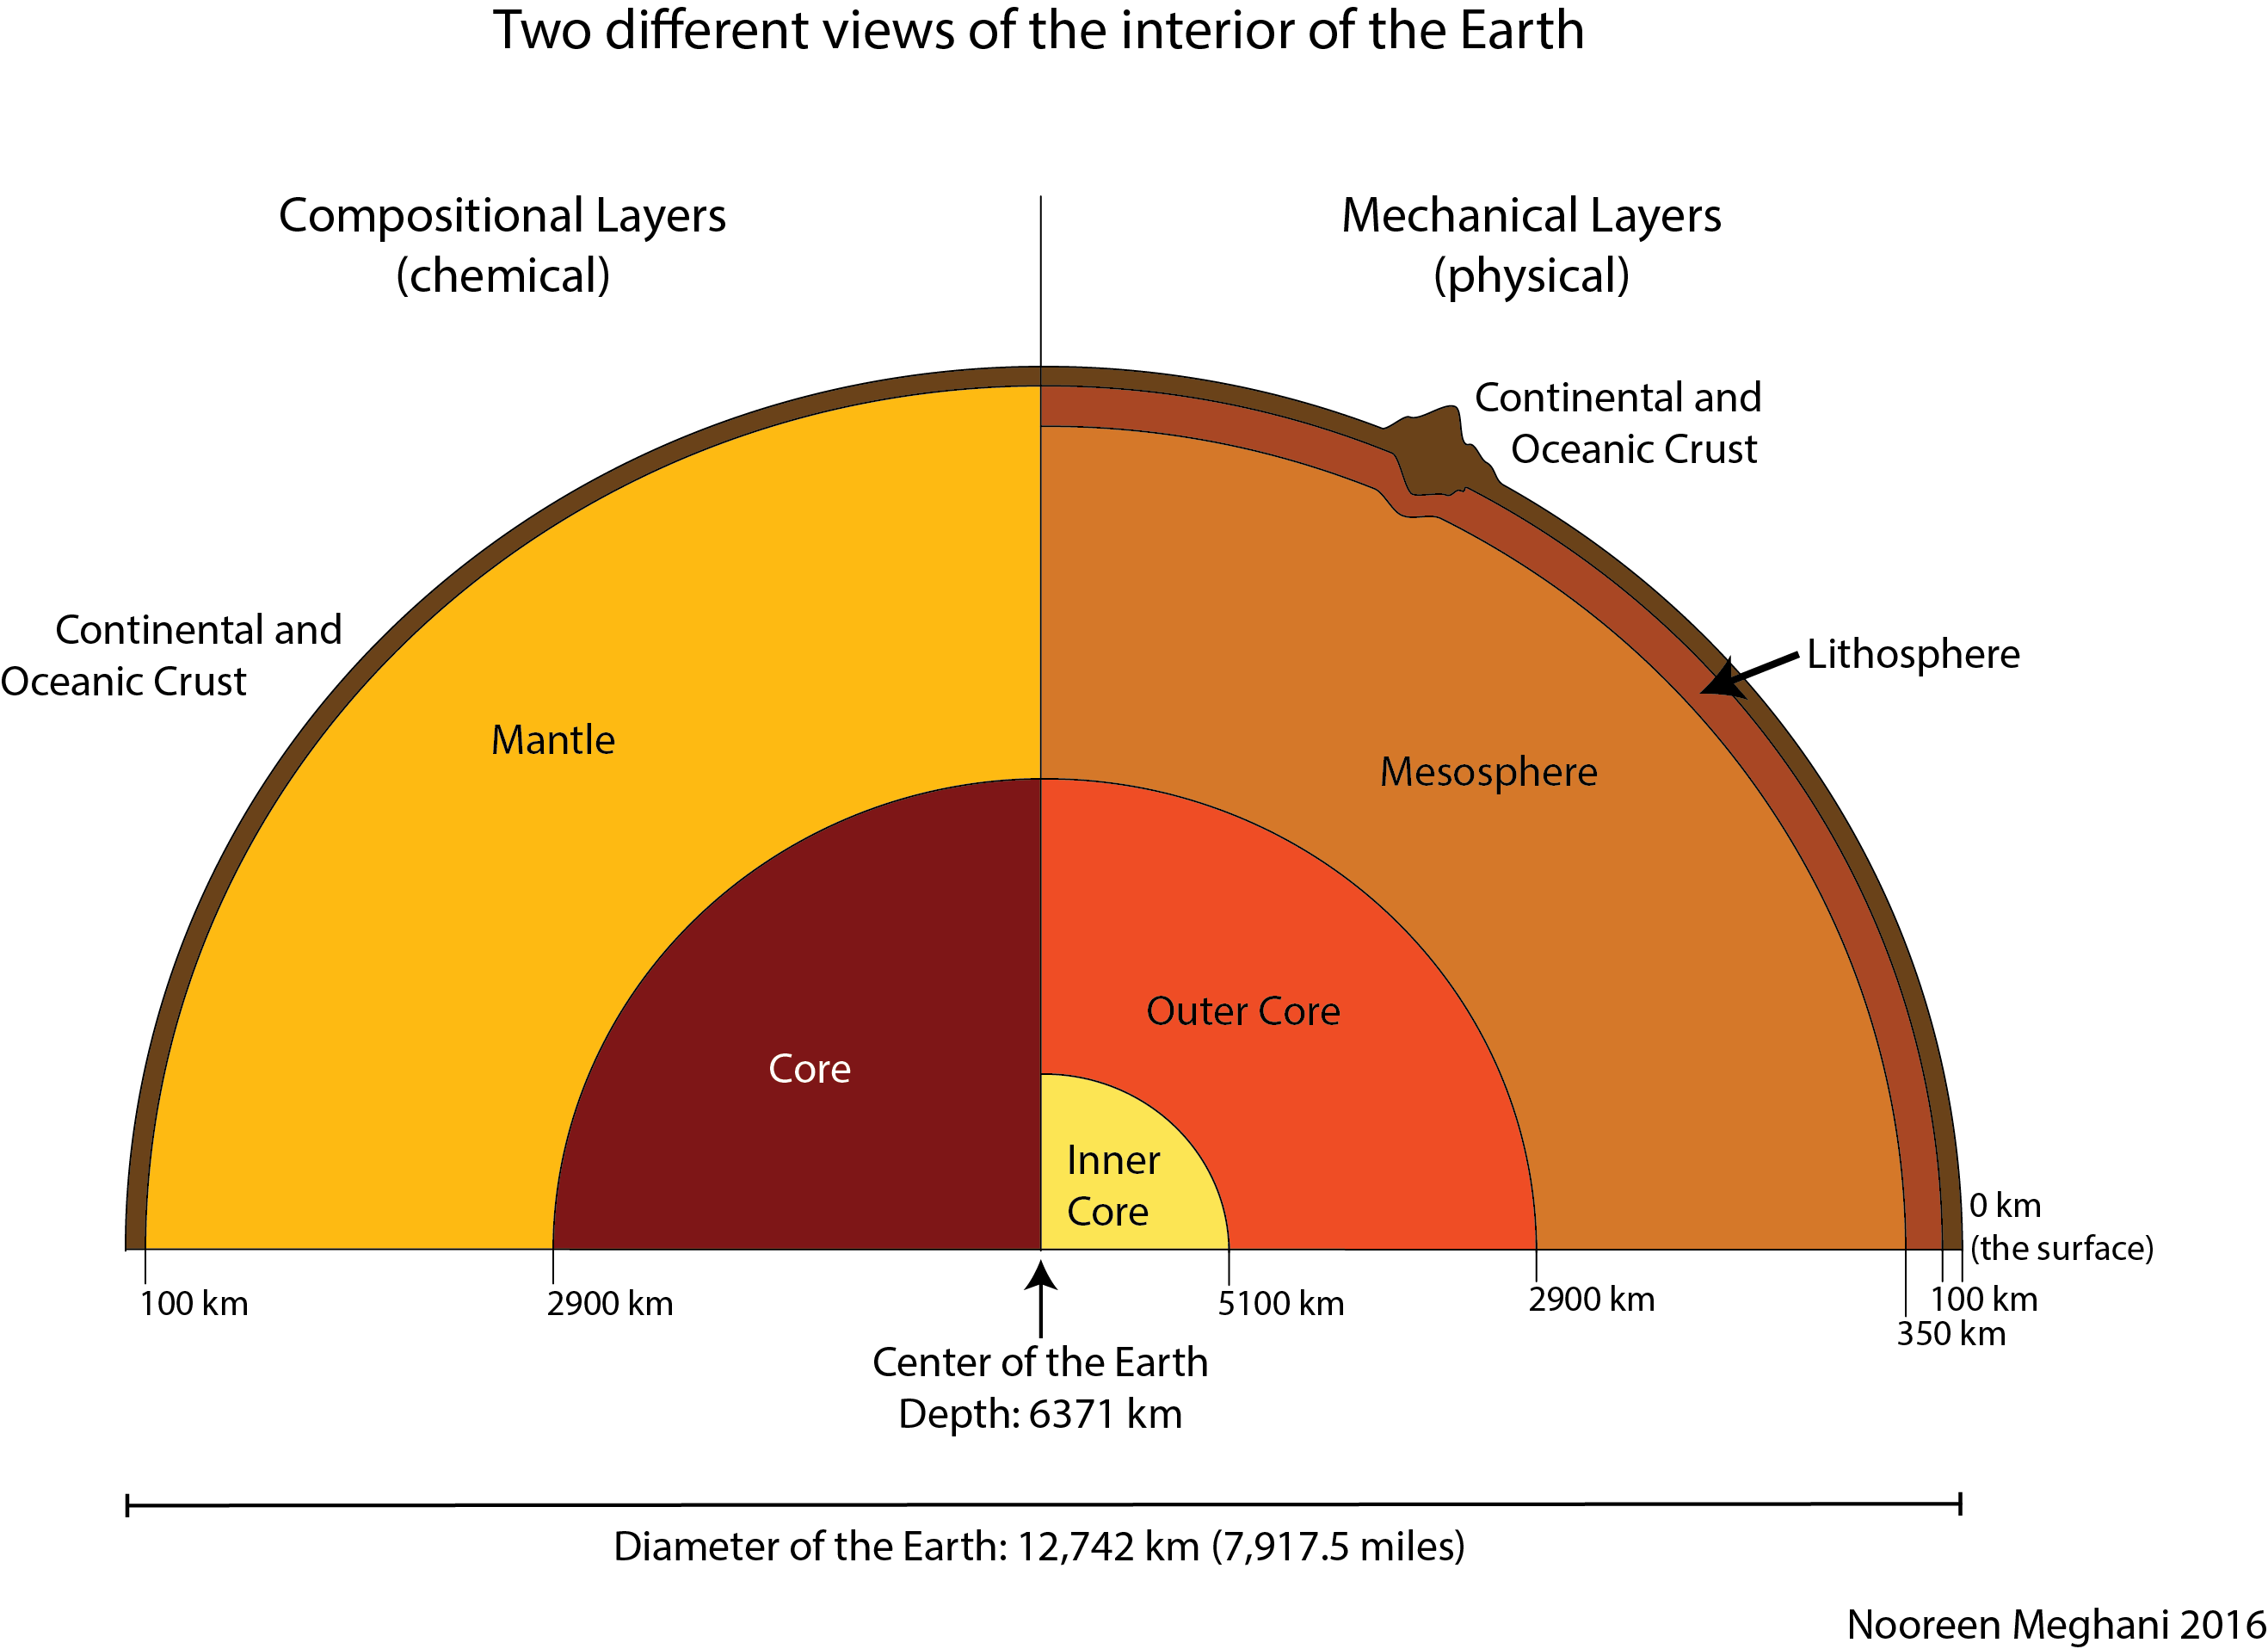 Two different views of the interior of the Earth
Compositional Layers
(chemical)
Mechanical Layers
(physical)
Continental and
Oceanic Crust
Continental and
Oceanic Crust
Lithosphere
Mantle
Mesosphere
Outer Core
Core
Inner
Core
0 km
(the surface)
100 km
2900 km
5100 km
2900 km
100 km
350 km
Center of the Earth
Depth: 6371 km
Diameter of the Earth: 12,742 km (7,917.5 miles)
Nooreen Meghani 2016